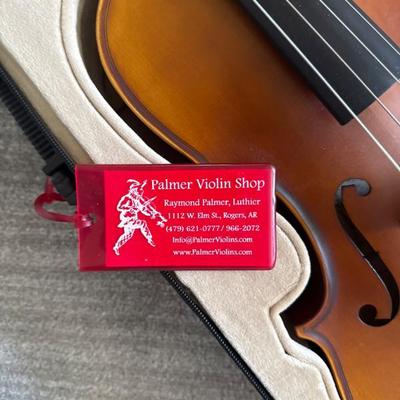 Palmer Violin Shop
Raymond Palmer, Luthier
1112 W. Elm St., Rogers, AR
(479) 621-0777 / 966-2072
Info@PalmerViolins.com
www.PalmerViolins.com